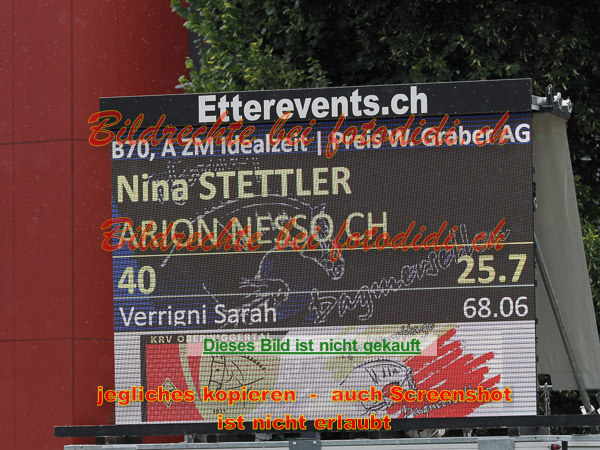 Etterevents.ch
Bildrechte bei fotodidi.ch
B70, A ZM Idealzeit | Preis W. Graber AG
Nina STETTLER
ARION NESSO CH
Bildrechte bei fotodidi.ch
40 25.7
Verrigni Sarah 68.06
KRV
Dieses Bild ist nicht gekauft
jegliches kopieren - auch Screenshot
ist nicht erlaubt